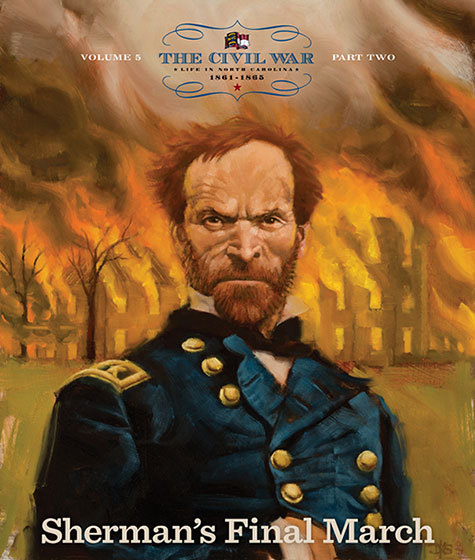 VOLUME 5
THE CIVIL WAR
LIFE IN NORTH CAROLINA
1861-1865
PART TWO
Sherman's Final March